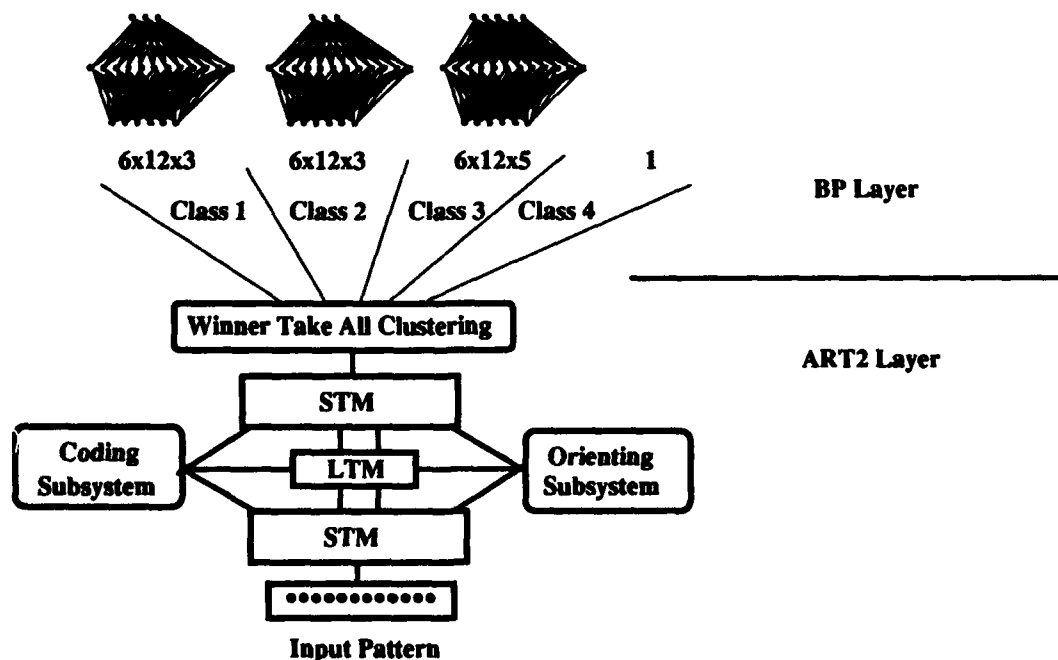 6x12x3 6x12x3 6x12x5 1
Class 1 Class 2 Class 3 Class 4
BP Layer
Winner Take All Clustering
ART2 Layer
STM
Coding
Subsystem
LTM
Orienting
Subsystem
STM
Input Pattern